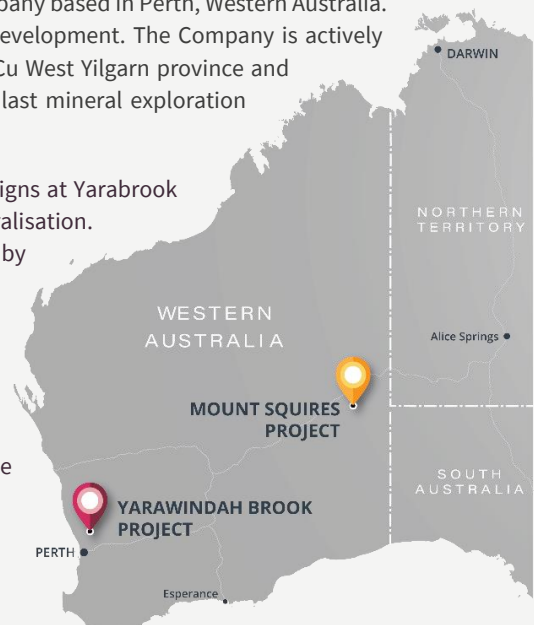 pany based in Perth, Western Australia.
evelopment. The Company is actively
Cu West Yilgarn province and
last mineral exploration
igns at Yarabrook
ralisation.
by
e
DARWIN
NORTHERN
TERRITORY
WESTERN
AUSTRALIA
Alice Springs
MOUNT SQUIRES
PROJECT
SOUTH
AUSTRALIA
YARAWINDAH BROOK
PROJECT
PERTH
Esperance